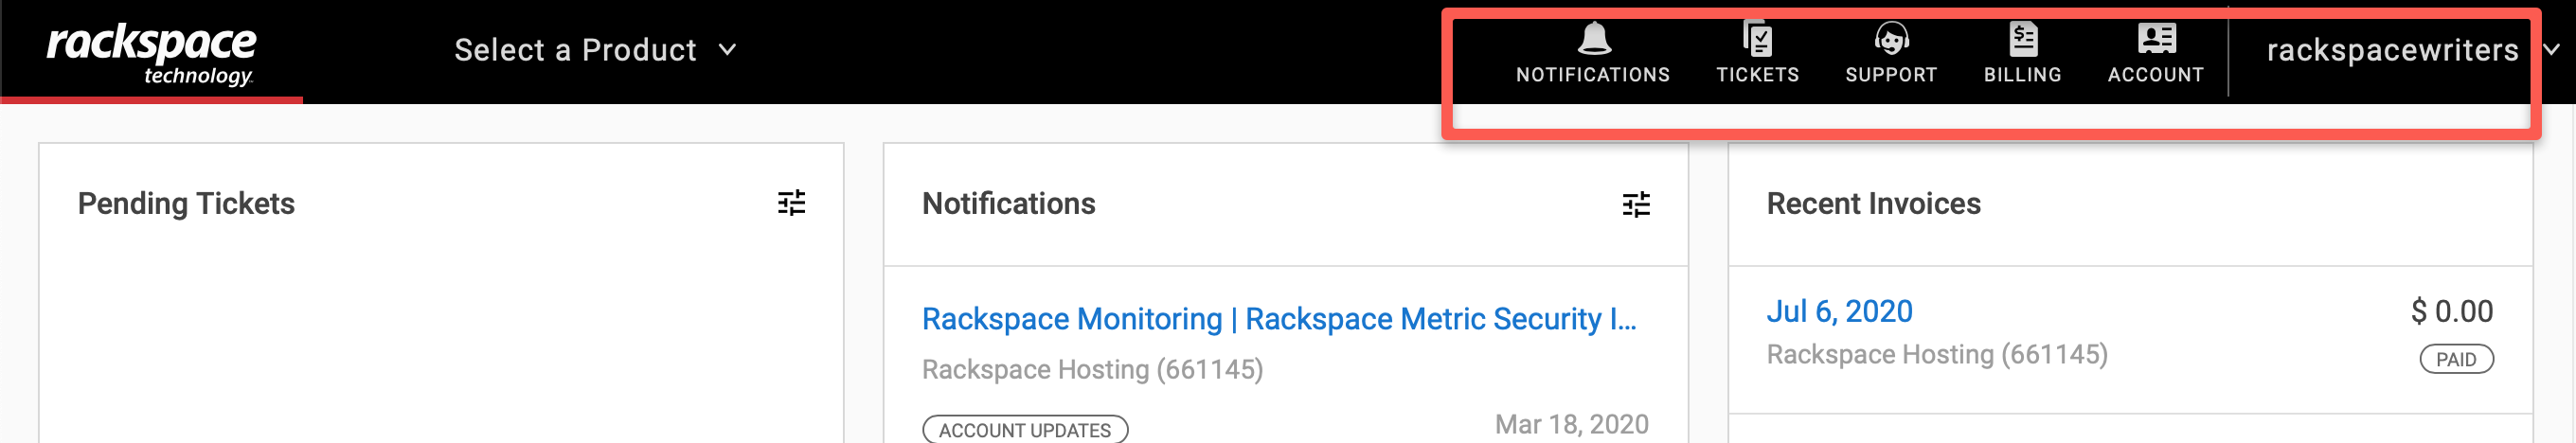 rackspace
technology
Select a Product
NOTIFICATIONS
TICKETS
SUPPORT
BILLING
ACCOUNT
rackspacewriters
Pending Tickets
Notifications
Rackspace Monitoring | Rackspace Metric Security I...
Rackspace Hosting (661145)
ACCOUNT UPDATES
Mar 18, 2020
Recent Invoices
Jul 6, 2020
$ 0.00
Rackspace Hosting (661145)
PAID